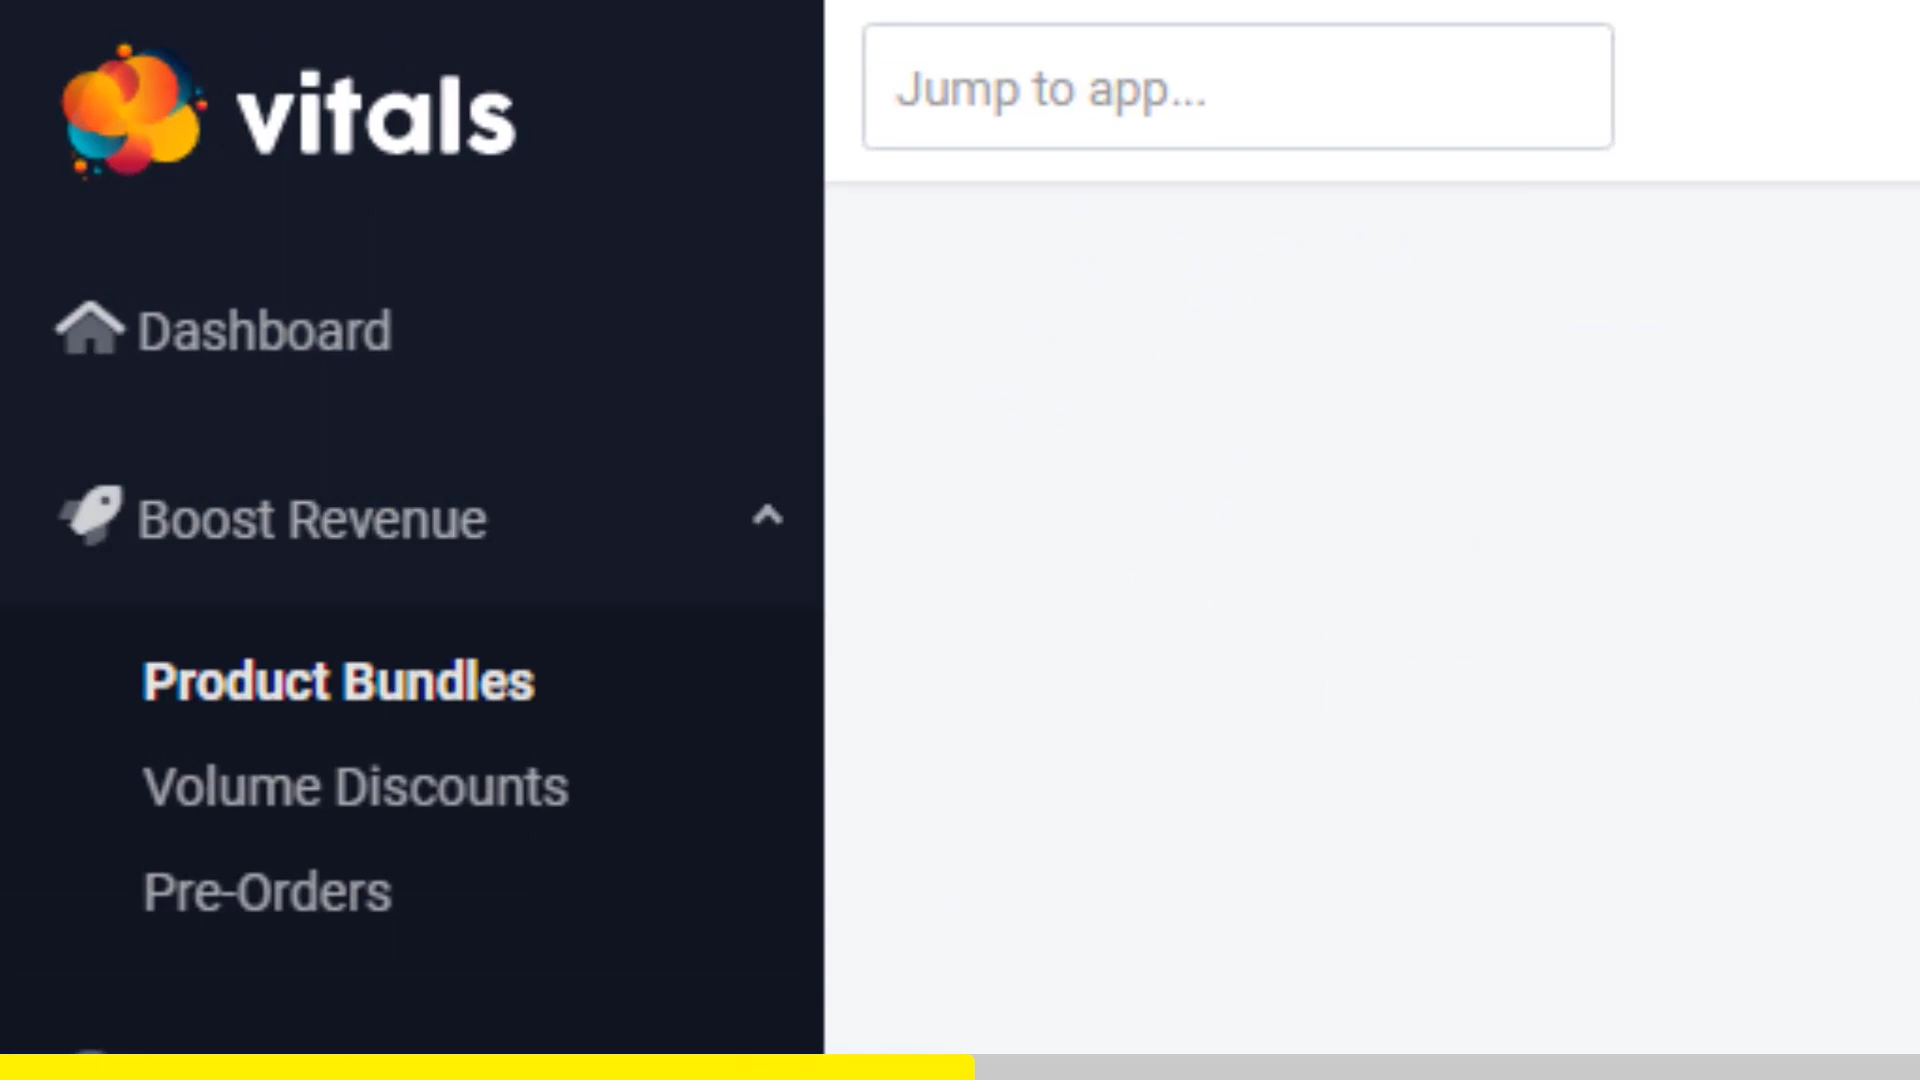 vitals
Jump to app...
Dashboard
Boost Revenue
Product Bundles
Volume Discounts
Pre-Orders